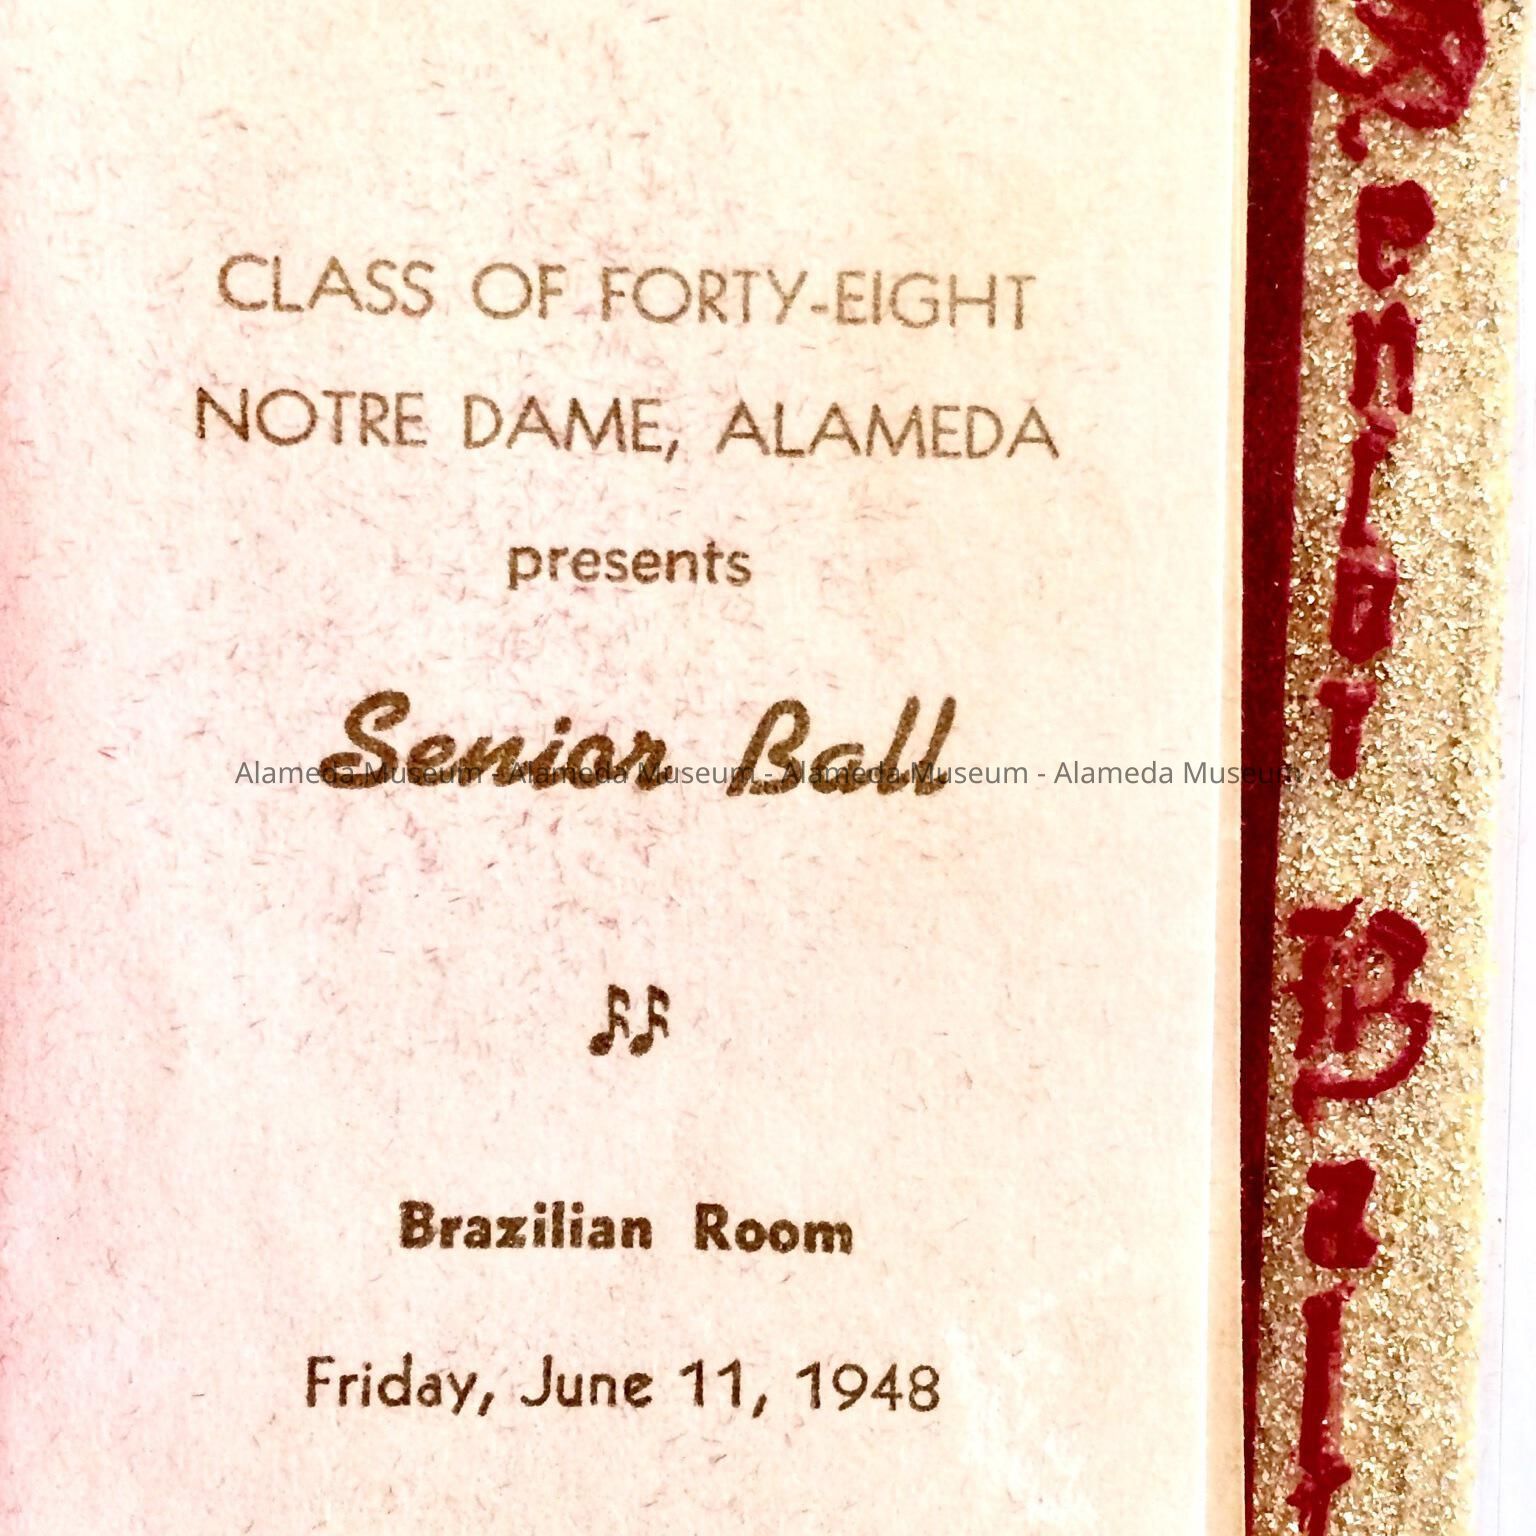 CLASS OF FORTY-EIGHT
NOTRE DAME, ALAMEDA
presents
Senior Ball
Alameda Museum - Alameda Museum - Alameda Museum - Alameda Museum
Brazilian Room
Friday, June 11, 1948
Senior Bal